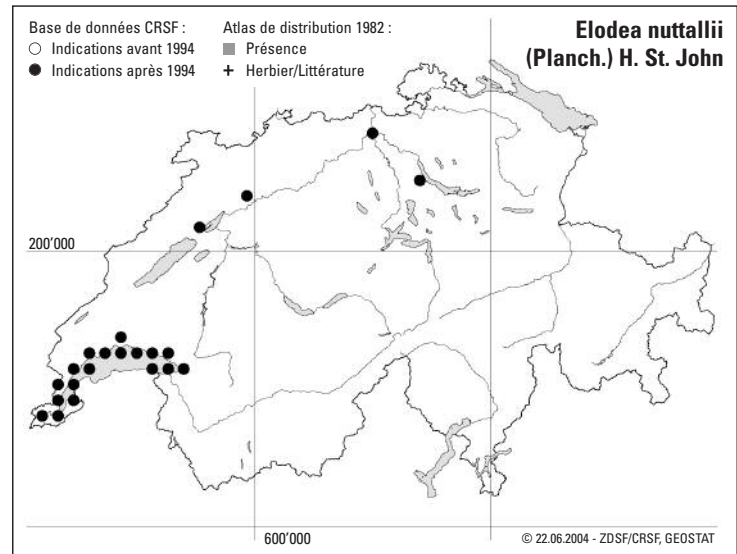 Base de données CRSF :
○ Indications avant 1994
● Indications après 1994
Atlas de distribution 1982 :
Présence
+ Herbier/Littérature
Elodea nuttallii
(Planch.) H. St. John
200'000
600'000
© 22.06.2004 - ZDSF/CRSF, GEOSTAT